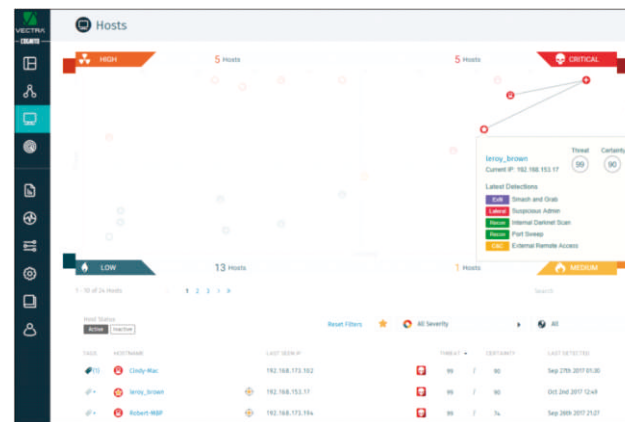 VECTRA
COGNITO
Hosts
HIGH
5 Hosts
5 Hosts
CRITICAL
leroy_brown
Current IP: 192.168.153.17
Threat
99
Certainty
90
Latest Detections
Exfil Smash and Grab
Lateral Suspicious Admin
Recon Internal Darknet Scan
Recon Port Sweep
C&C External Remote Access
LOW
13 Hosts
1 Hosts
MEDIUM
1 - 10 of 24 Hosts
1 2 3 > »
Search
Host Status
Active Inactive
Reset Filters
All Severity
All
TAGS HOSTNAME LAST SEEN IP THREAT CERTAINTY LAST DETECTED
Cindy-Mac 192.168.173.102 99 / 90 Sep 27th 2017 01:30
leroy_brown 192.168.153.17 99 / 90 Oct 2nd 2017 12:49
Robert-MBP 192.168.173.194 99 / 74 Sep 26th 2017 21:27